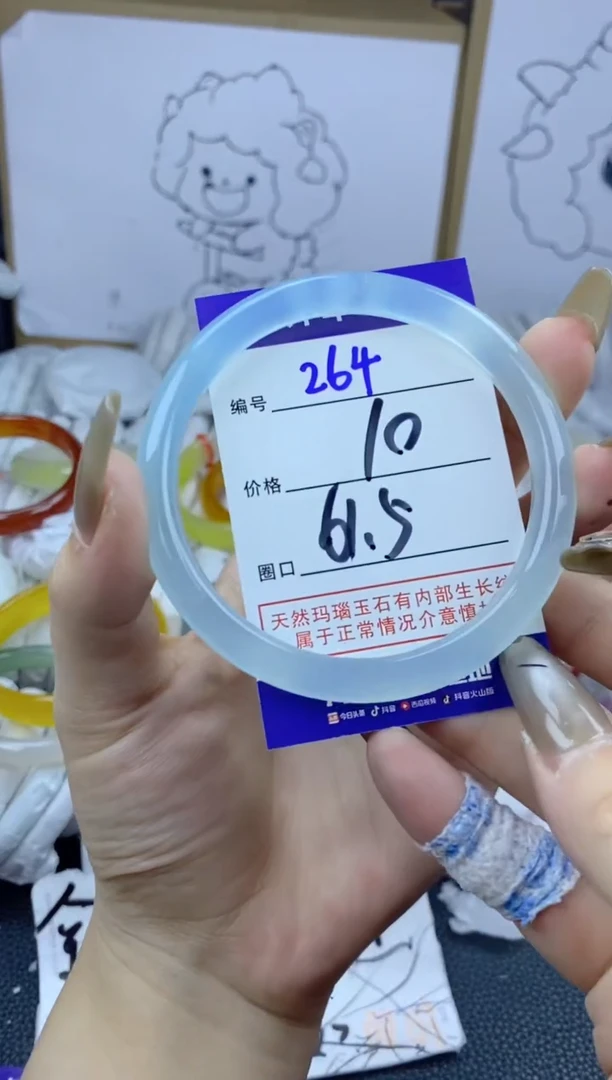 编号 264
价格 10
圈口 61.5
天然玛瑙玉石有内部生长纹
属于正常情况介意慎
今日头条 抖音 西瓜视频 抖音火山版